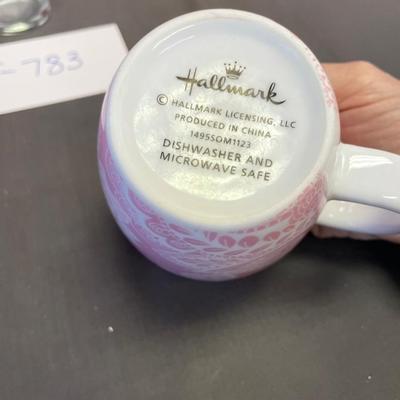 -783
Hallmark
© HALLMARK LICENSING, LLC
PRODUCED IN CHINA
1495SOM1123
DISHWASHER AND
MICROWAVE SAFE